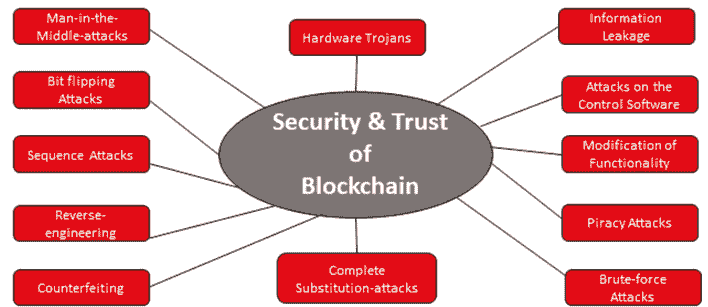 Man-in-the-
Middle-attacks
Hardware Trojans
Information
Leakage
Bit flipping
Attacks
Attacks on the
Control Software
Security & Trust
of
Blockchain
Sequence Attacks
Modification of
Functionality
Reverse-
engineering
Piracy Attacks
Counterfeiting
Complete
Substitution-attacks
Brute-force
Attacks